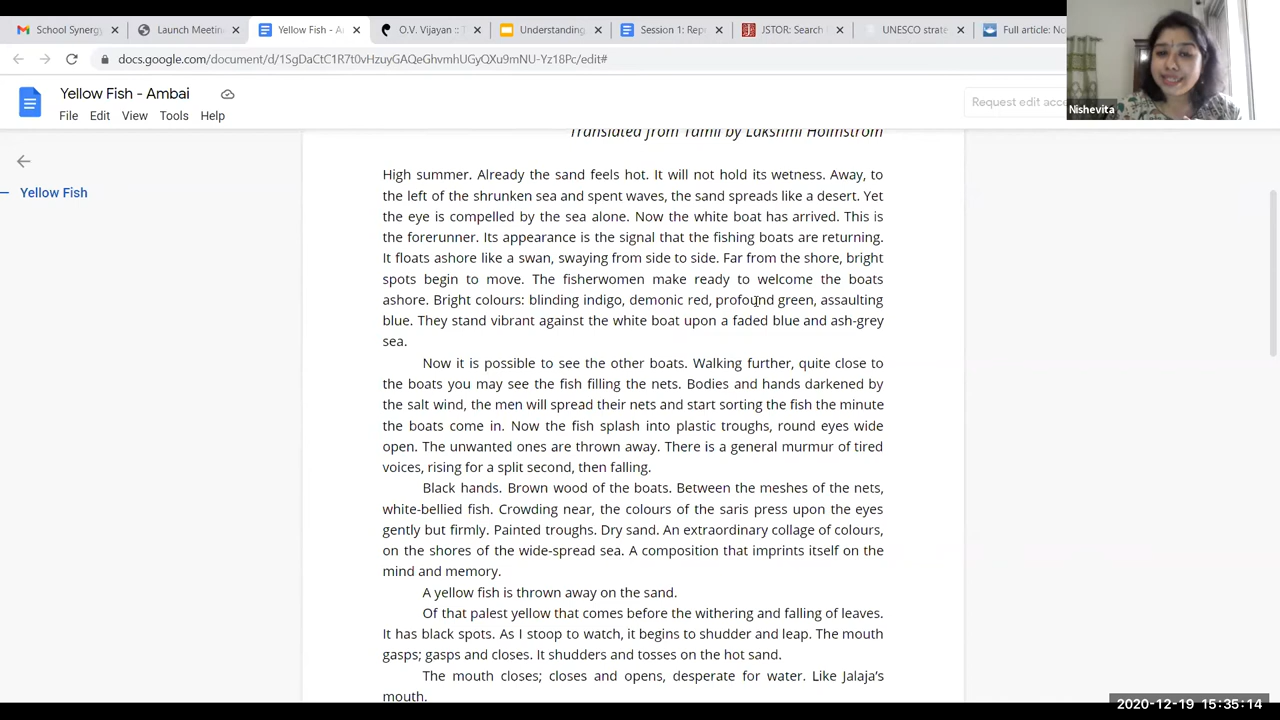 School Synergy
Launch Meetin
Yellow Fish - A
O.V. Vijayan :: T
Understanding
Session 1: Rep
JSTOR: Search
UNESCO strate
Full article: No
docs.google.com/document/d/1SgDaCtC1R7t0vHzuyGAQeGhvmhUGyQXu9mNU-Yz18Pc/edit#
Yellow Fish - Ambai
Request edit acce
Nishevita
File Edit View Tools Help
Translated from Tamil by Lakshmi Holmstrom
Yellow Fish
High summer. Already the sand feels hot. It will not hold its wetness. Away, to
the left of the shrunken sea and spent waves, the sand spreads like a desert. Yet
the eye is compelled by the sea alone. Now the white boat has arrived. This is
the forerunner. Its appearance is the signal that the fishing boats are returning.
It floats ashore like a swan, swaying from side to side. Far from the shore, bright
spots begin to move. The fisherwomen make ready to welcome the boats
ashore. Bright colours: blinding indigo, demonic red, profound green, assaulting
blue. They stand vibrant against the white boat upon a faded blue and ash-grey
sea.
Now it is possible to see the other boats. Walking further, quite close to
the boats you may see the fish filling the nets. Bodies and hands darkened by
the salt wind, the men will spread their nets and start sorting the fish the minute
the boats come in. Now the fish splash into plastic troughs, round eyes wide
open. The unwanted ones are thrown away. There is a general murmur of tired
voices, rising for a split second, then falling.
Black hands. Brown wood of the boats. Between the meshes of the nets,
white-bellied fish. Crowding near, the colours of the saris press upon the eyes
gently but firmly. Painted troughs. Dry sand. An extraordinary collage of colours,
on the shores of the wide-spread sea. A composition that imprints itself on the
mind and memory.
A yellow fish is thrown away on the sand.
Of that palest yellow that comes before the withering and falling of leaves.
It has black spots. As I stoop to watch, it begins to shudder and leap. The mouth
gasps; gasps and closes. It shudders and tosses on the hot sand.
The mouth closes; closes and opens, desperate for water. Like Jalaja's
mouth.
2020-12-19 15:35:14